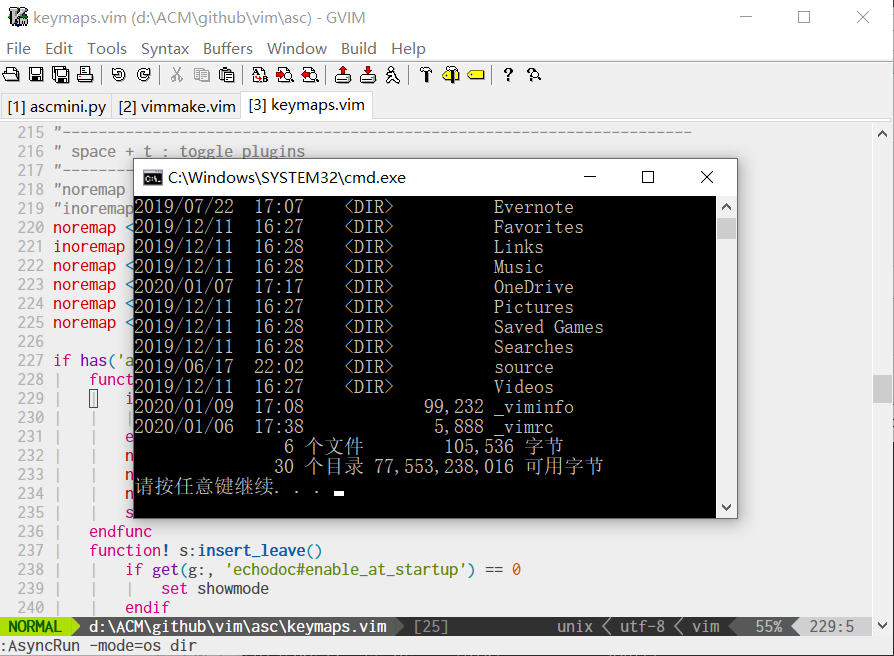 keymaps.vim (d:\ACM\github\vim\asc) - GVIM
File Edit Tools Syntax Buffers Window Build Help
[1] ascmini.py [2] vimmake.vim [3] keymaps.vim
215 "----------------------------------------------------------------------
216 " space + t : toggle plugins
217 "--------
218 "noremap
219 "inoremap
220 noremap <
221 inoremap
222 noremap <
223 noremap <
224 noremap <
225 noremap <
226
227 if has('a
228 | funct
229 | i
230 | |
231 | e
232 | n
233 | n
234 | n
235 | s
236 | endfunc
237 | function! s:insert_leave()
238 | | if get(g:, 'echodoc#enable_at_startup') == 0
239 | | | set showmode
240 | | endif
C:\Windows\SYSTEM32\cmd.exe
2019/07/22 17:07 <DIR> Evernote
2019/12/11 16:27 <DIR> Favorites
2019/12/11 16:28 <DIR> Links
2019/12/11 16:28 <DIR> Music
2020/01/07 17:17 <DIR> OneDrive
2019/12/11 16:27 <DIR> Pictures
2019/12/11 16:28 <DIR> Saved Games
2019/12/11 16:28 <DIR> Searches
2019/06/17 22:02 <DIR> source
2019/12/11 16:27 <DIR> Videos
2020/01/09 17:08 99,232 _viminfo
2020/01/06 17:38 5,888 _vimrc
6 个文件 105,536 字节
30 个目录 77,553,238,016 可用字节
请按任意键继续. . .
NORMAL d:\ACM\github\vim\asc\keymaps.vim [25] unix < utf-8 < vim 55% 229:5
:AsyncRun -mode=os dir